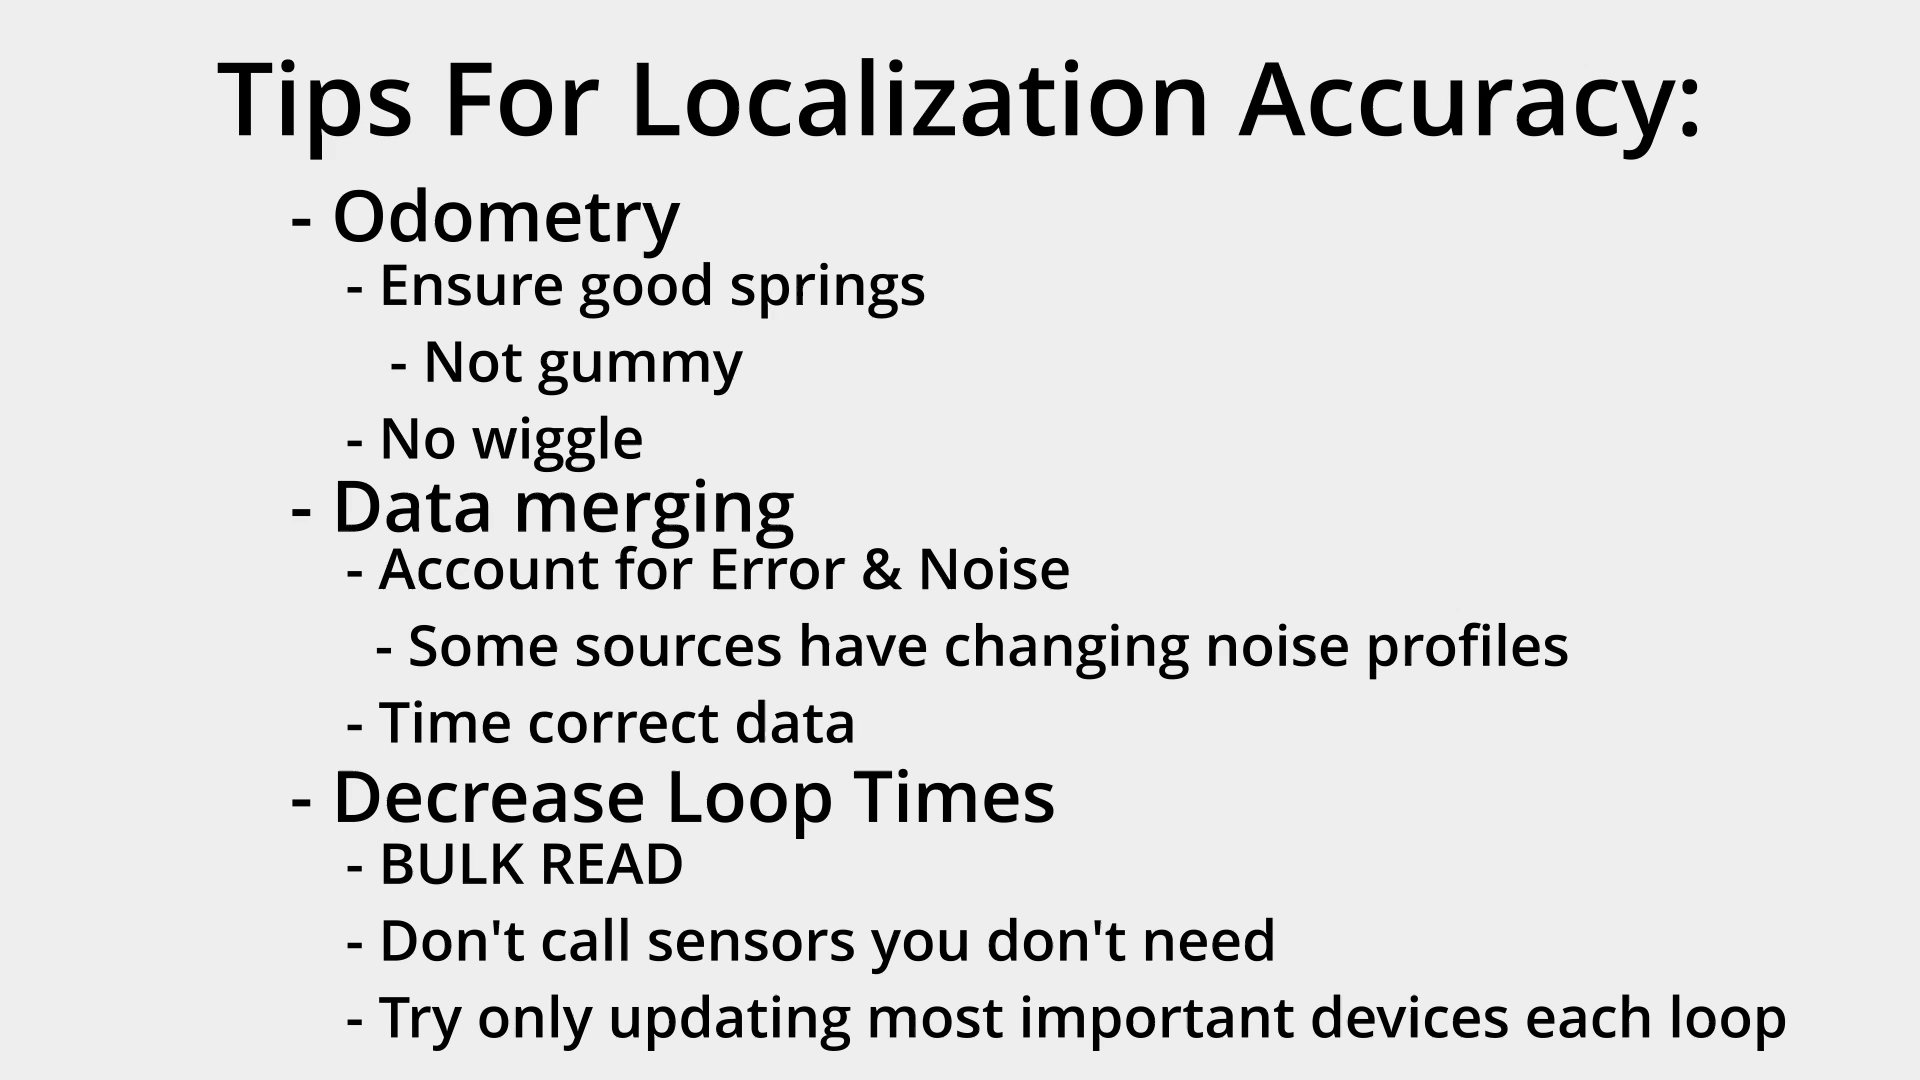 Tips For Localization Accuracy:
- Odometry
- Ensure good springs
- Not gummy
- No wiggle
- Data merging
- Account for Error & Noise
- Some sources have changing noise profiles
- Time correct data
- Decrease Loop Times
- BULK READ
- Don't call sensors you don't need
- Try only updating most important devices each loop